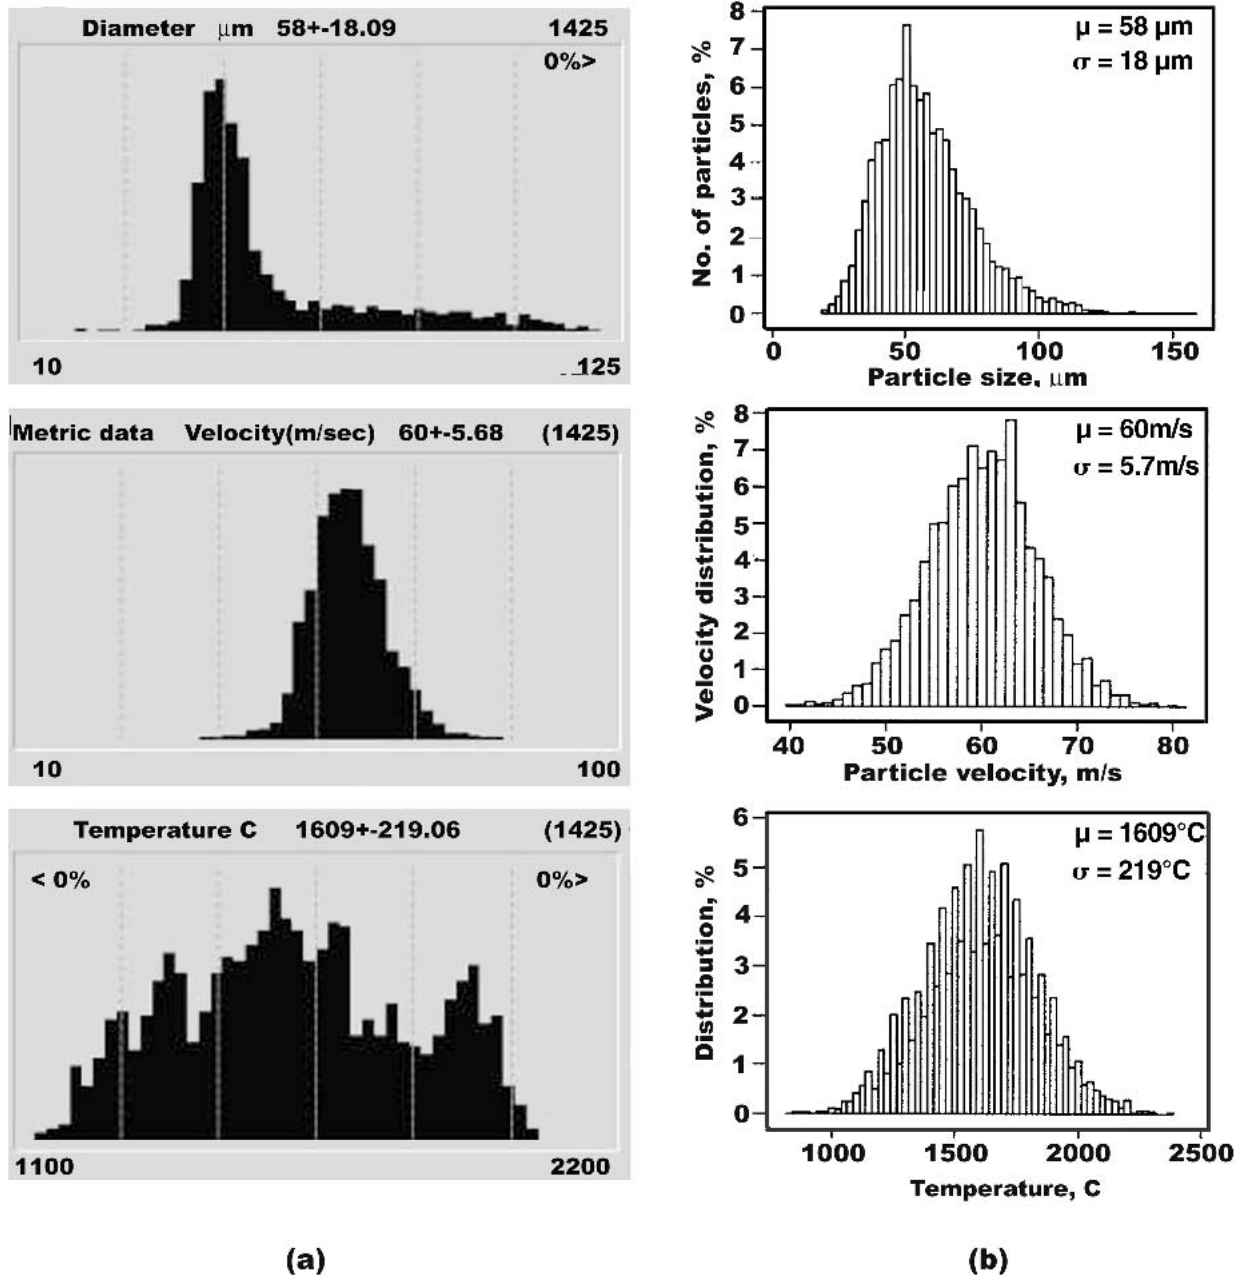 Diameter μm 58+-18.09 1425
0%>
10 125
Metric data Velocity(m/sec) 60+-5.68 (1425)
10 100
Temperature C 1609+-219.06 (1425)
< 0% 0%>
1100 2200
(a)
8
7
6
5
4
3
2
1
0
No. of particles, %
μ = 58 μm
σ = 18 μm
0 50 100 150
Particle size, μm
8
7
6
5
4
3
2
1
0
Velocity distribution, %
μ = 60m/s
σ = 5.7m/s
40 50 60 70 80
Particle velocity, m/s
6
5
4
3
2
1
0
Distribution, %
μ = 1609°C
σ = 219°C
1000 1500 2000 2500
Temperature, C
(b)